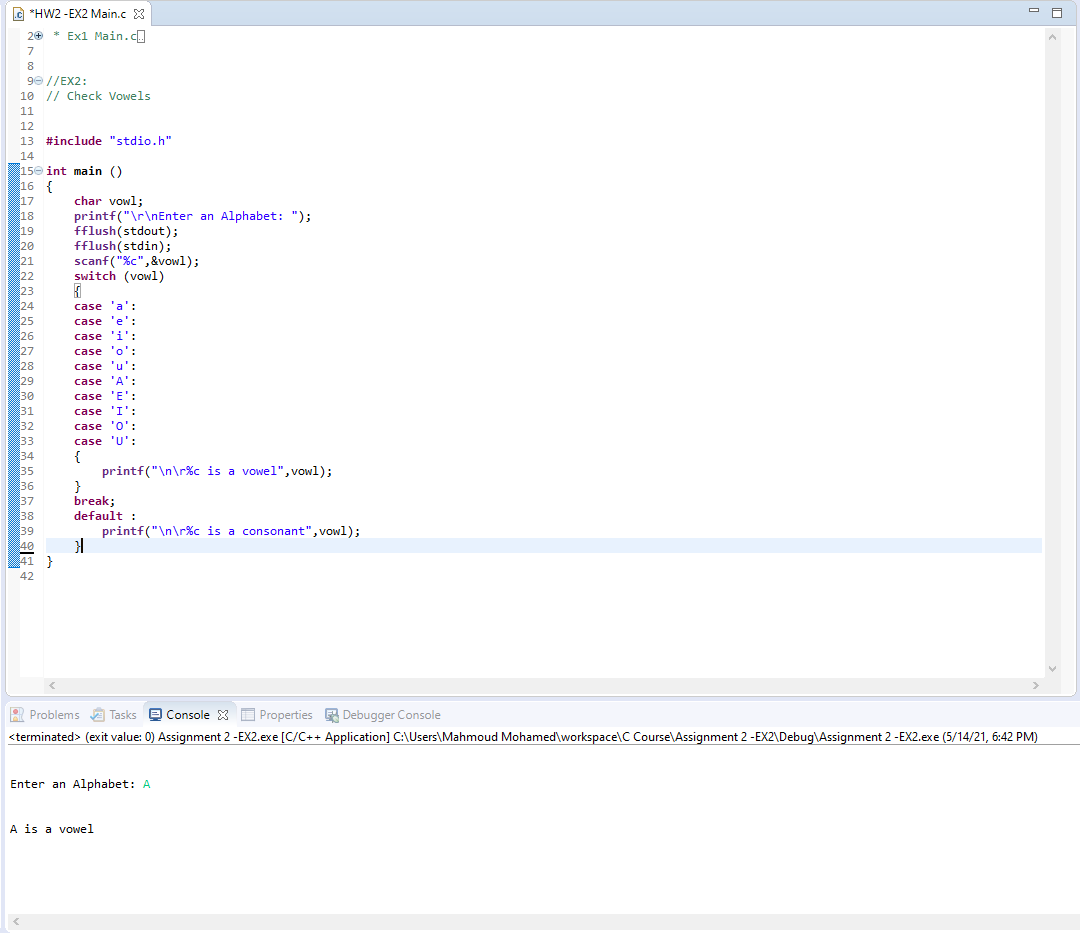 *HW2 -EX2 Main.c
2 * Ex1 Main.c
7
8
9 //EX2:
10 // Check Vowels
11
12
13 #include "stdio.h"
14
15 int main ()
16 {
17 char vowl;
18 printf("\r\nEnter an Alphabet: ");
19 fflush(stdout);
20 fflush(stdin);
21 scanf("%c",&vowl);
22 switch (vowl)
23 {
24 case 'a':
25 case 'e':
26 case 'i':
27 case 'o':
28 case 'u':
29 case 'A':
30 case 'E':
31 case 'I':
32 case 'O':
33 case 'U':
34 {
35 printf("\n\r%c is a vowel",vowl);
36 }
37 break;
38 default :
39 printf("\n\r%c is a consonant",vowl);
40 }
41 }
42
Problems Tasks Console Properties Debugger Console
<terminated> (exit value: 0) Assignment 2 -EX2.exe [C/C++ Application] C:\Users\Mahmoud Mohamed\workspace\C Course\Assignment 2 -EX2\Debug\Assignment 2 -EX2.exe (5/14/21, 6:42 PM)
Enter an Alphabet: A
A is a vowel